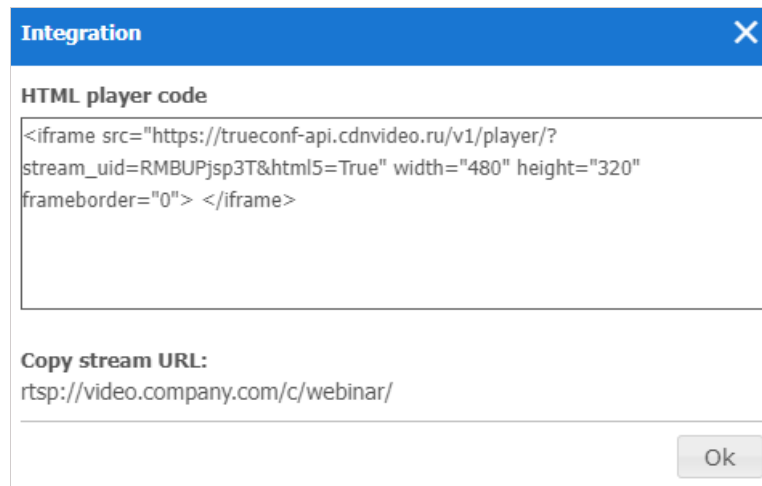 Integration
HTML player code
<iframe src="https://trueconf-api.cdnvideo.ru/v1/player/?
stream_uid=RMBUPjsp3T&html5=True" width="480" height="320"
frameborder="0"> </iframe>
Copy stream URL:
rtsp://video.company.com/c/webinar/
Ok